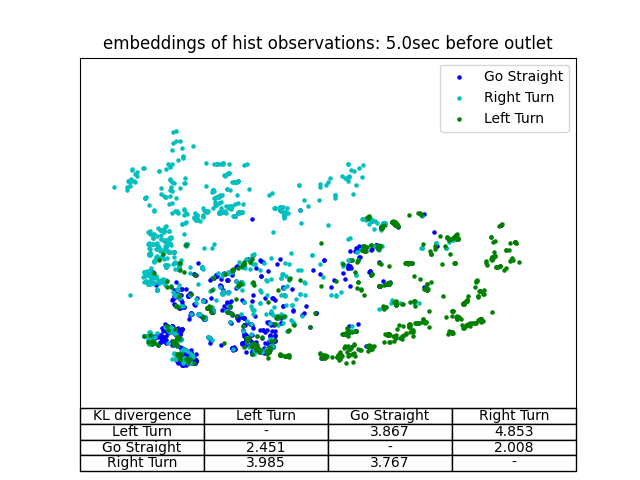 embeddings of hist observations: 5.0sec before outlet
Go Straight
Right Turn
Left Turn
KL divergence Left Turn Go Straight Right Turn
Left Turn - 3.867 4.853
Go Straight 2.451 - 2.008
Right Turn 3.985 3.767 -